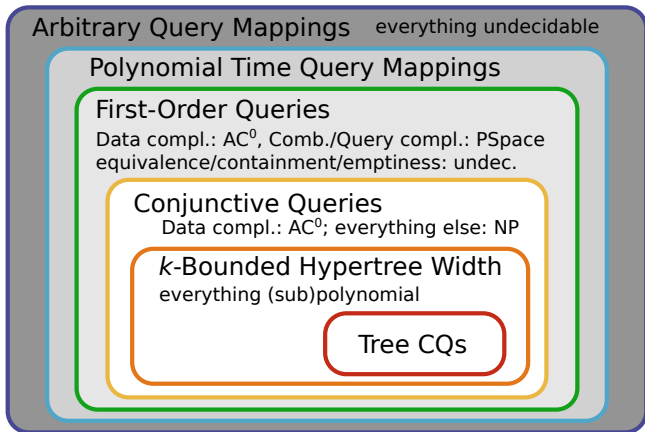 Arbitrary Query Mappings everything undecidable
Polynomial Time Query Mappings
First-Order Queries
Data compl.: AC⁰, Comb./Query compl.: PSpace
equivalence/containment/emptiness: undec.
Conjunctive Queries
Data compl.: AC⁰; everything else: NP
k-Bounded Hypertree Width
everything (sub)polynomial
Tree CQs